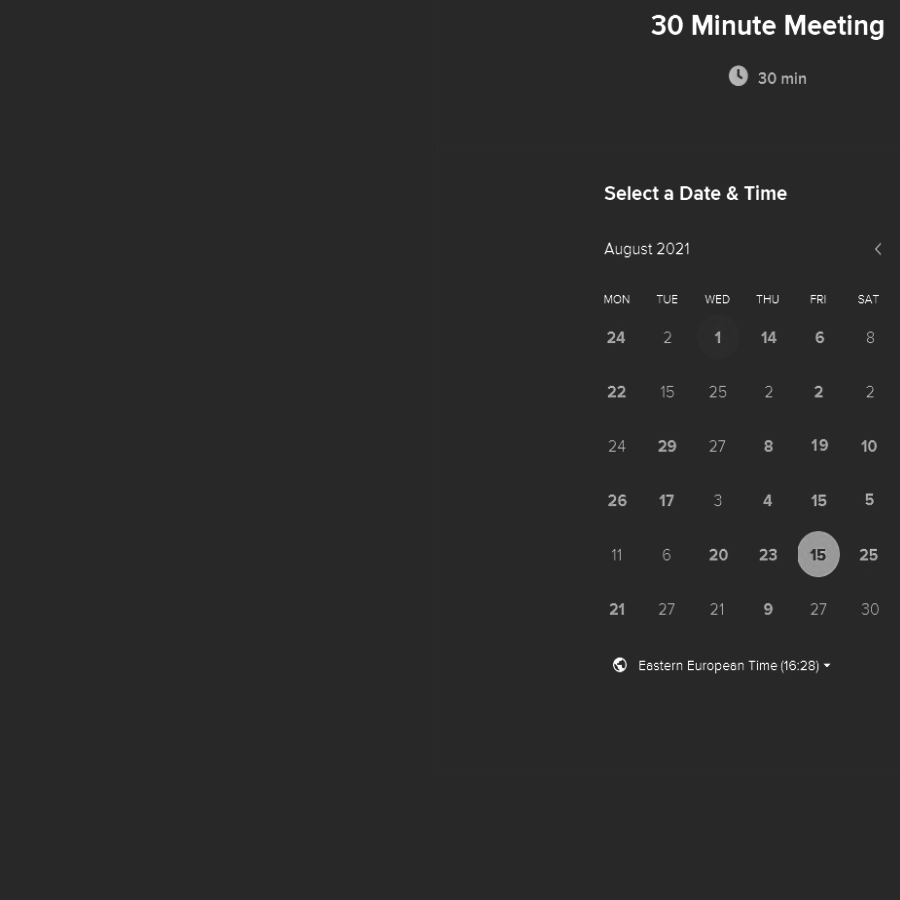 30 Minute Meeting
30 min
Select a Date & Time
August 2021
MON TUE WED THU FRI SAT
24 2 1 14 6 8
22 15 25 2 2 2
24 29 27 8 19 10
26 17 3 4 15 5
11 6 20 23 15 25
21 27 21 9 27 30
Eastern European Time (16:28)